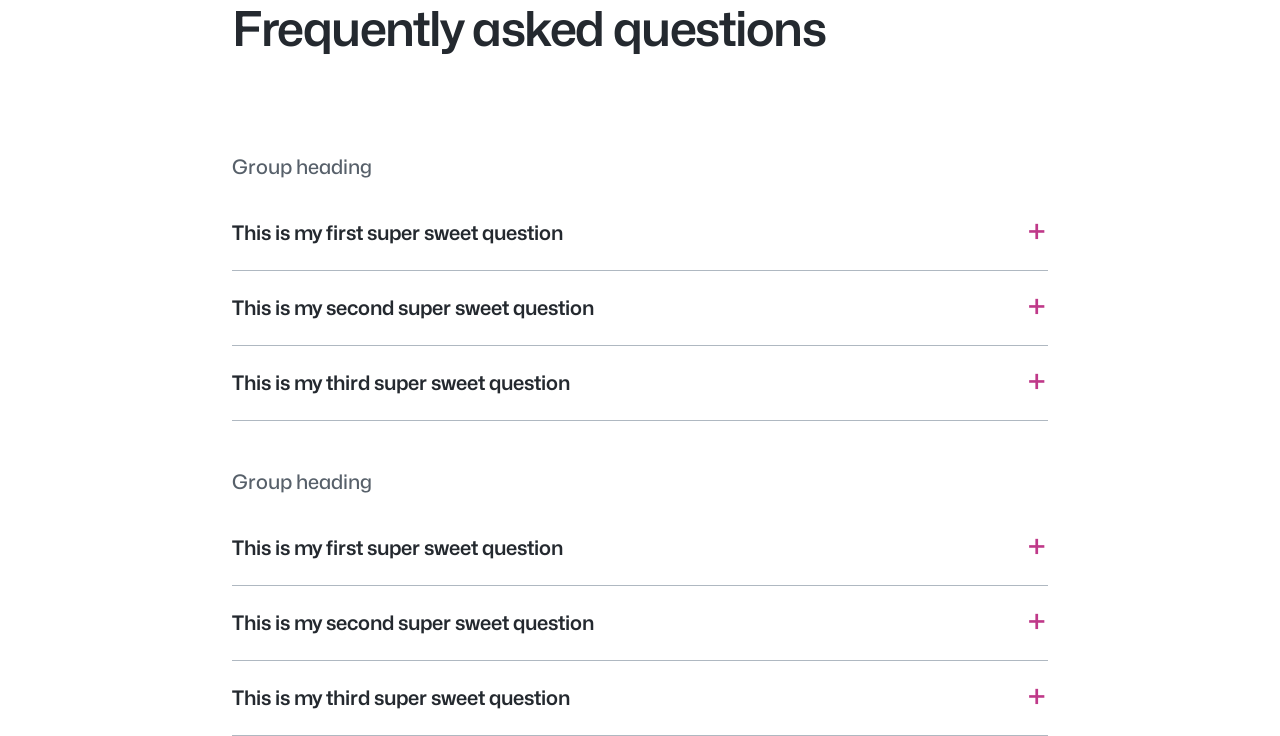 Frequently asked questions
Group heading
This is my first super sweet question
This is my second super sweet question
This is my third super sweet question
Group heading
This is my first super sweet question
This is my second super sweet question
This is my third super sweet question